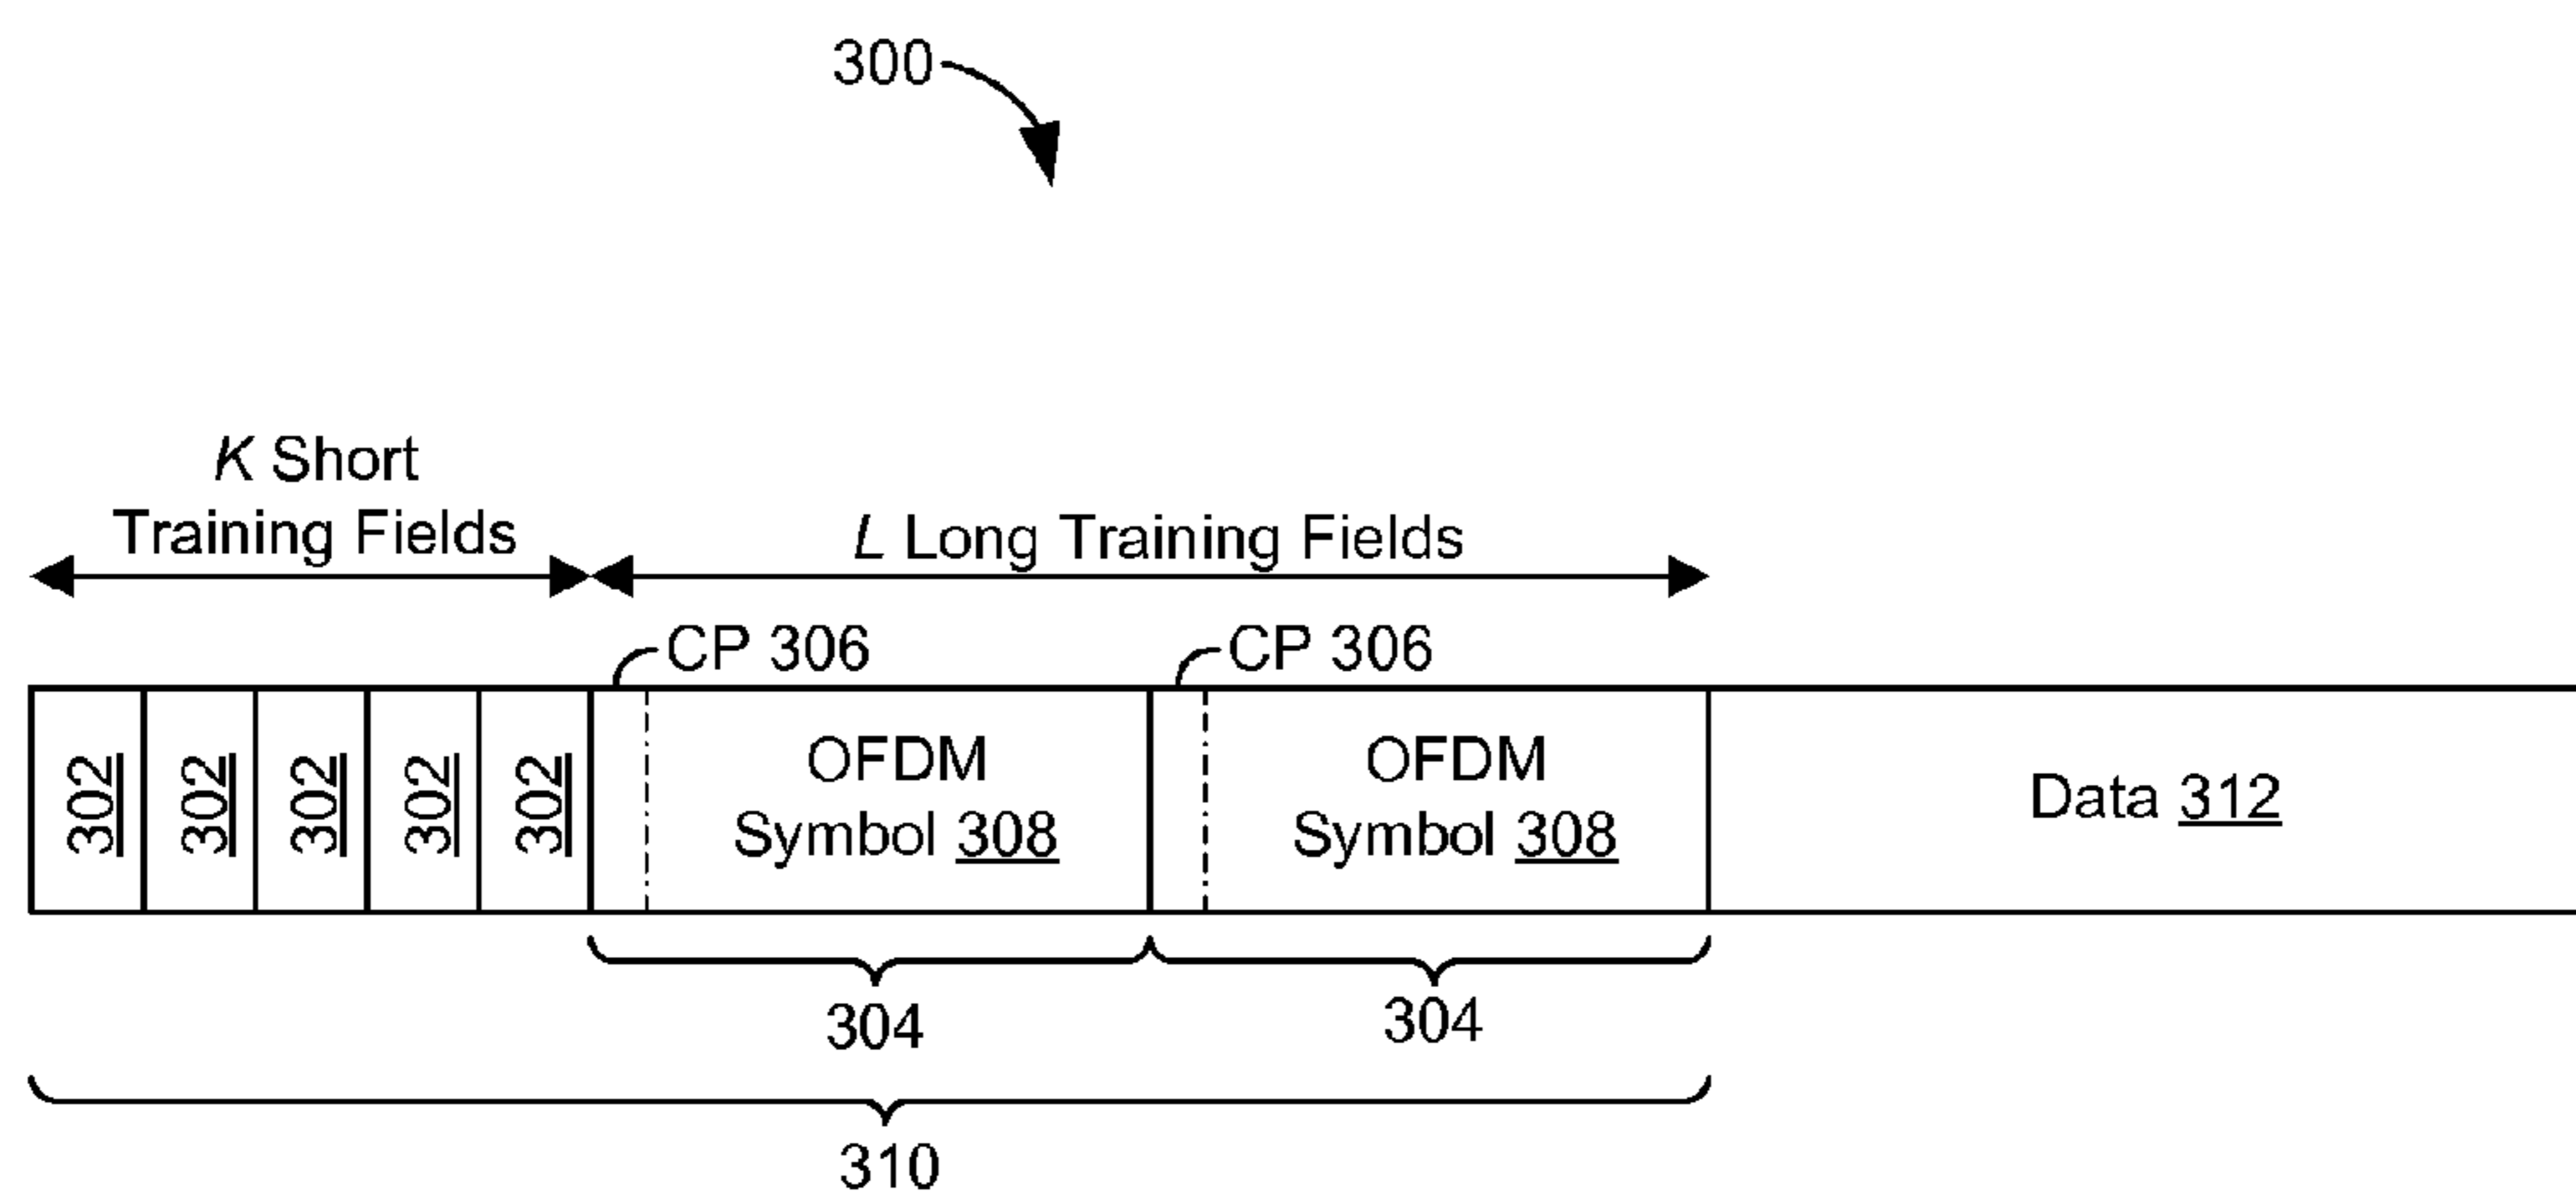 300
K Short
Training Fields
L Long Training Fields
CP 306
CP 306
302
302
302
302
302
OFDM
Symbol 308
OFDM
Symbol 308
Data 312
304
304
310